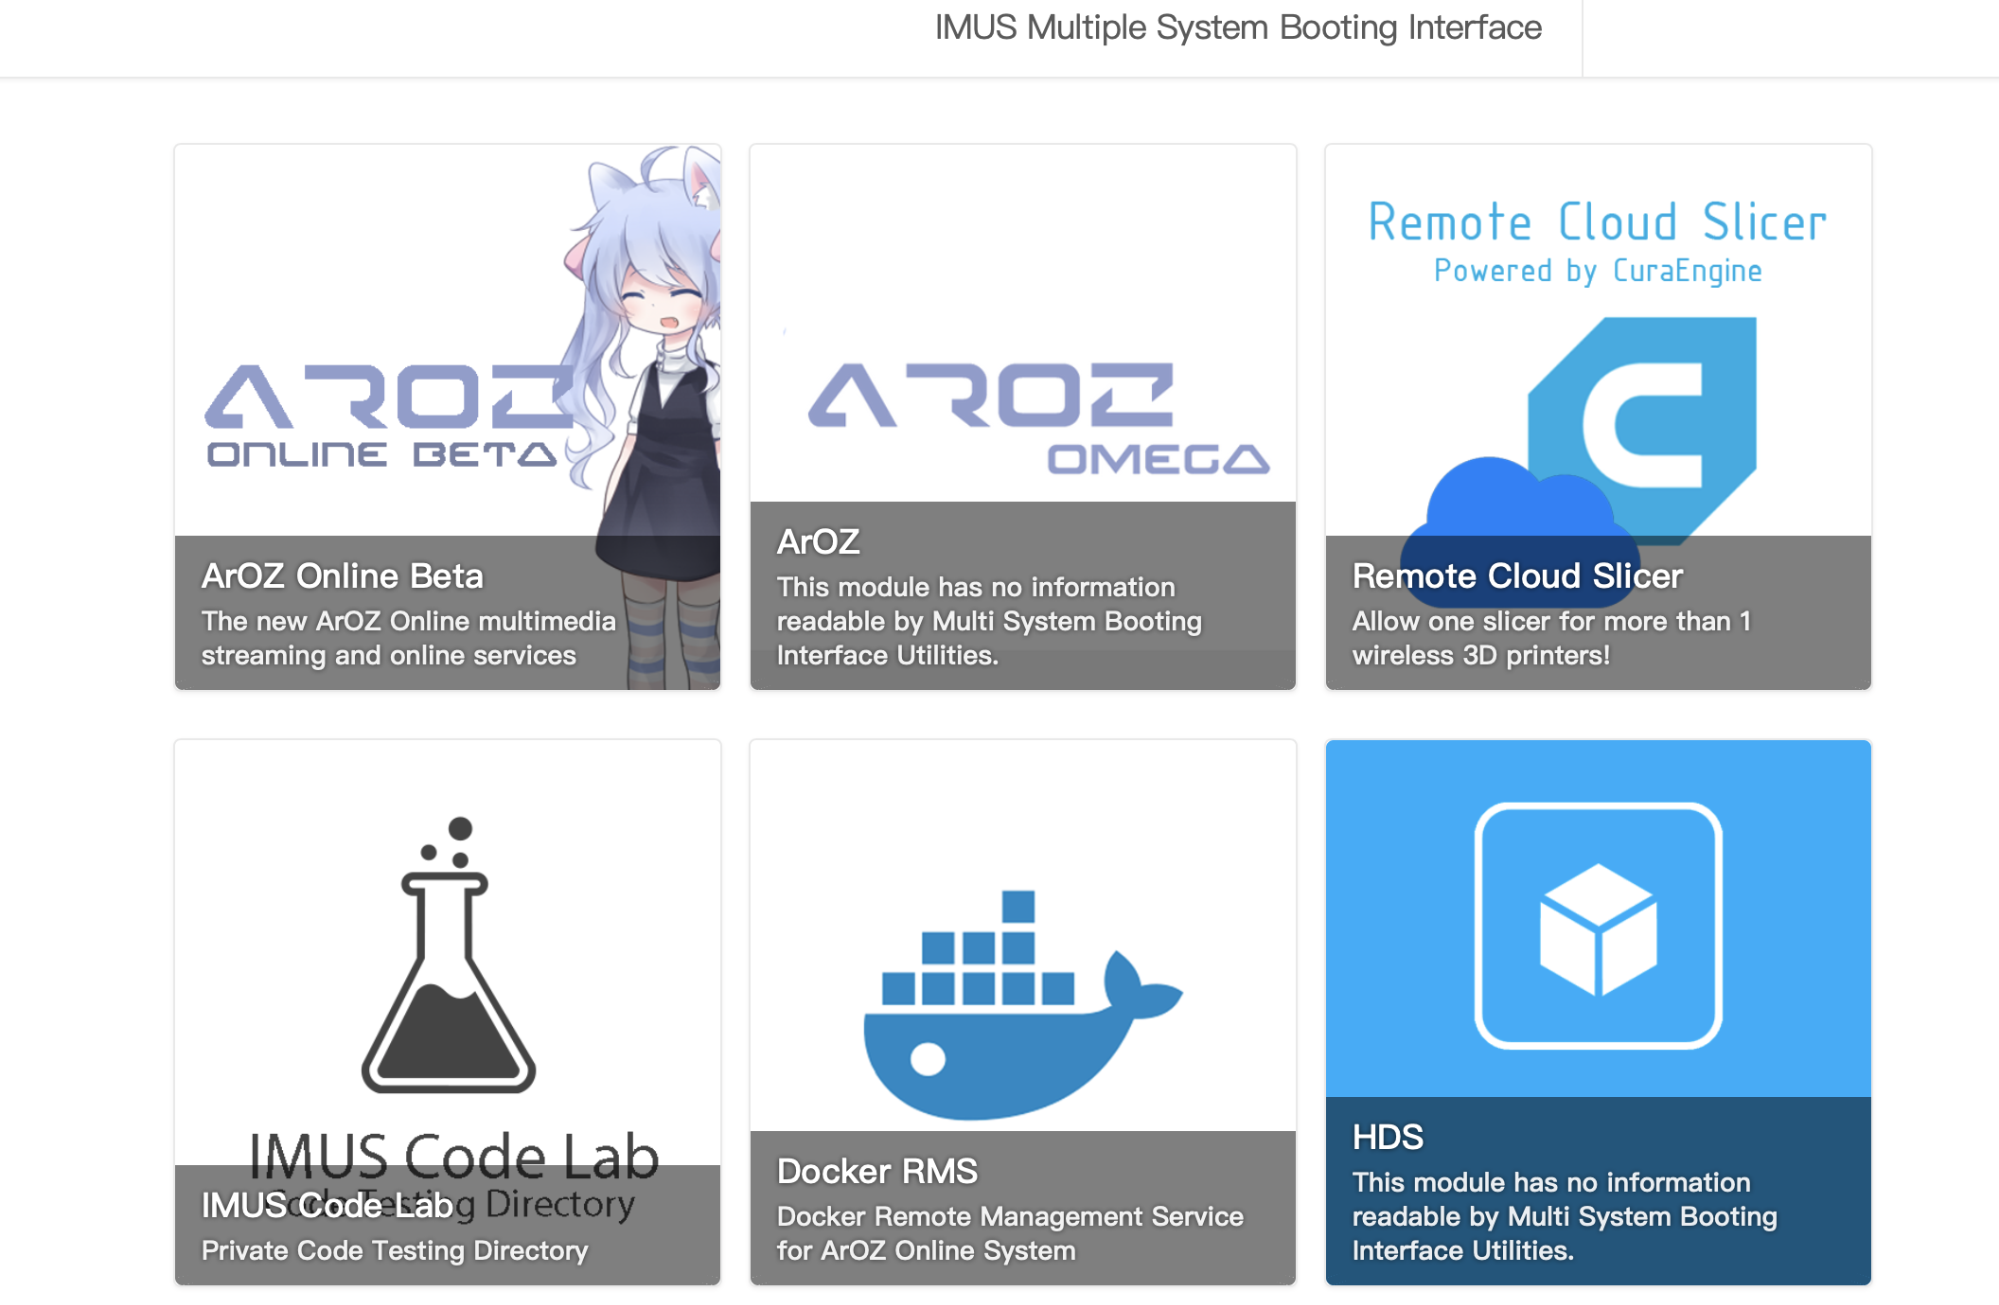 IMUS Multiple System Booting Interface
AROZ
ONLINE BETA
ArOZ Online Beta
The new ArOZ Online multimedia
streaming and online services
AROZ
OMEGA
ArOZ
This module has no information
readable by Multi System Booting
Interface Utilities.
Remote Cloud Slicer
Powered by CuraEngine
C
Remote Cloud Slicer
Allow one slicer for more than 1
wireless 3D printers!
IMUS Code Lab
Code Testing Directory
IMUS Code Lab
Private Code Testing Directory
Docker RMS
Docker Remote Management Service
for ArOZ Online System
HDS
This module has no information
readable by Multi System Booting
Interface Utilities.